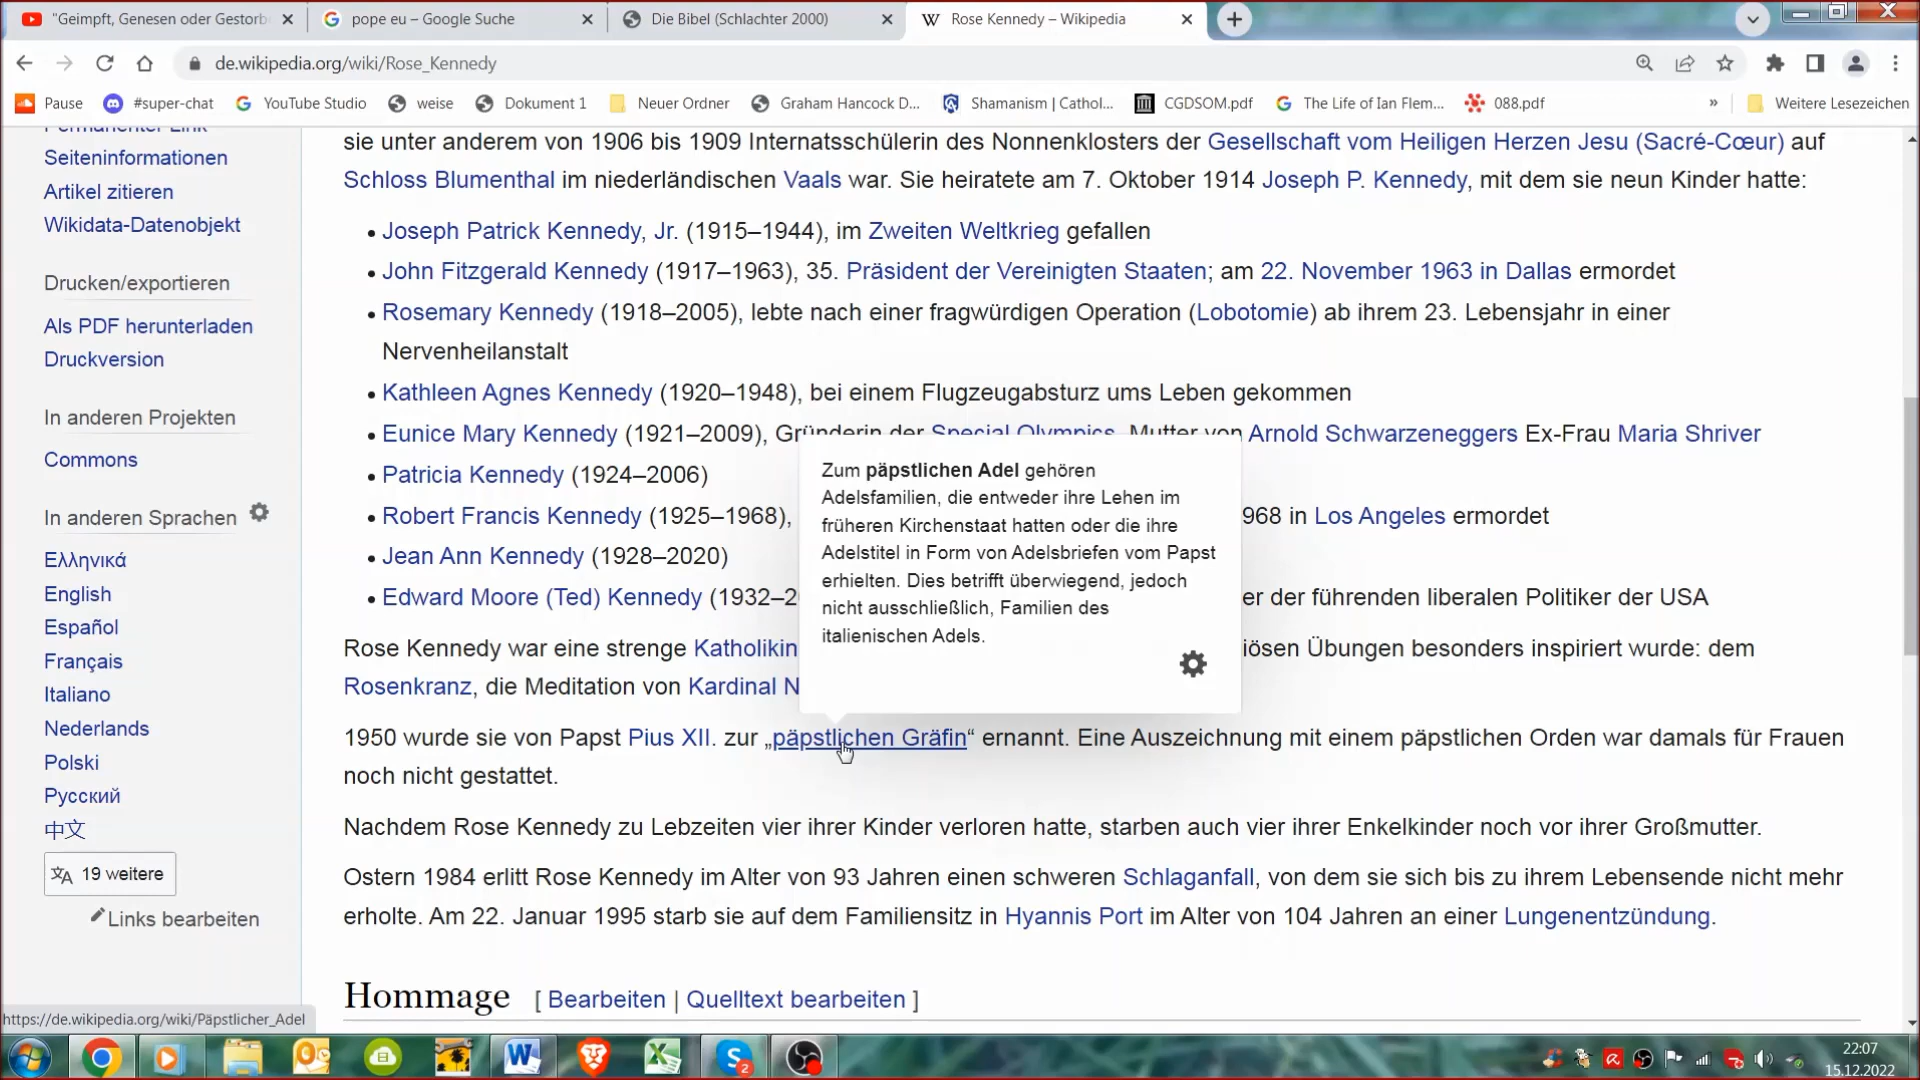 "Geimpft, Genesen oder Gestorb
pope eu – Google Suche
Die Bibel (Schlachter 2000)
Rose Kennedy – Wikipedia
de.wikipedia.org/wiki/Rose_Kennedy
Pause
#super-chat
YouTube Studio
weise
Dokument 1
Neuer Ordner
Graham Hancock D...
Shamanism | Cathol...
CGDSOM.pdf
The Life of Ian Flem...
088.pdf
»
Weitere Lesezeichen
Permanenter Link
Seiteninformationen
Artikel zitieren
Wikidata-Datenobjekt
Drucken/exportieren
Als PDF herunterladen
Druckversion
In anderen Projekten
Commons
In anderen Sprachen
Ελληνικά
English
Español
Français
Italiano
Nederlands
Polski
Русский
中文
19 weitere
Links bearbeiten
sie unter anderem von 1906 bis 1909 Internatsschülerin des Nonnenklosters der Gesellschaft vom Heiligen Herzen Jesu (Sacré-Cœur) auf
Schloss Blumenthal im niederländischen Vaals war. Sie heiratete am 7. Oktober 1914 Joseph P. Kennedy, mit dem sie neun Kinder hatte:
• Joseph Patrick Kennedy, Jr. (1915–1944), im Zweiten Weltkrieg gefallen
• John Fitzgerald Kennedy (1917–1963), 35. Präsident der Vereinigten Staaten; am 22. November 1963 in Dallas ermordet
• Rosemary Kennedy (1918–2005), lebte nach einer fragwürdigen Operation (Lobotomie) ab ihrem 23. Lebensjahr in einer
Nervenheilanstalt
• Kathleen Agnes Kennedy (1920–1948), bei einem Flugzeugabsturz ums Leben gekommen
• Eunice Mary Kennedy (1921–2009), Gründerin der Special Olympics, Mutter von Arnold Schwarzeneggers Ex-Frau Maria Shriver
• Patricia Kennedy (1924–2006)
• Robert Francis Kennedy (1925–1968), 968 in Los Angeles ermordet
• Jean Ann Kennedy (1928–2020)
• Edward Moore (Ted) Kennedy (1932–2 er der führenden liberalen Politiker der USA
Zum päpstlichen Adel gehören
Adelsfamilien, die entweder ihre Lehen im
früheren Kirchenstaat hatten oder die ihre
Adelstitel in Form von Adelsbriefen vom Papst
erhielten. Dies betrifft überwiegend, jedoch
nicht ausschließlich, Familien des
italienischen Adels.
Rose Kennedy war eine strenge Katholikin iösen Übungen besonders inspiriert wurde: dem
Rosenkranz, die Meditation von Kardinal N
1950 wurde sie von Papst Pius XII. zur „päpstlichen Gräfin“ ernannt. Eine Auszeichnung mit einem päpstlichen Orden war damals für Frauen
noch nicht gestattet.
Nachdem Rose Kennedy zu Lebzeiten vier ihrer Kinder verloren hatte, starben auch vier ihrer Enkelkinder noch vor ihrer Großmutter.
Ostern 1984 erlitt Rose Kennedy im Alter von 93 Jahren einen schweren Schlaganfall, von dem sie sich bis zu ihrem Lebensende nicht mehr
erholte. Am 22. Januar 1995 starb sie auf dem Familiensitz in Hyannis Port im Alter von 104 Jahren an einer Lungenentzündung.
Hommage [ Bearbeiten | Quelltext bearbeiten ]
https://de.wikipedia.org/wiki/Päpstlicher_Adel
2
22:07
15.12.2022